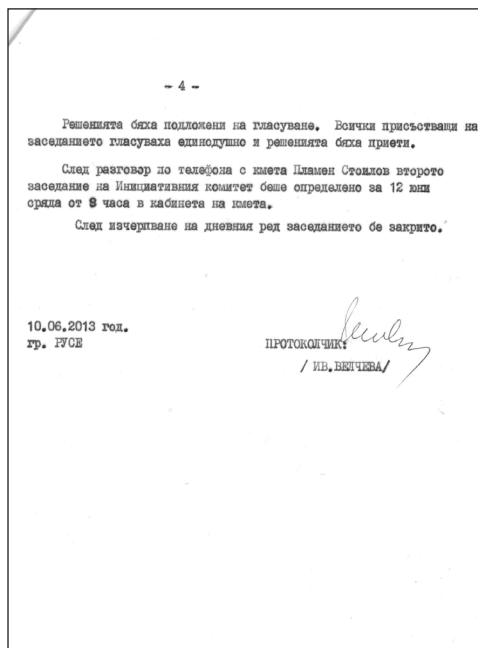 - 4 -
Решенията бяха подложени на гласуване. Всички присъстващи на
заседанието гласуваха единодушно и решенията бяха приети.
След разговор по телефона с кмета Пламен Стоилов второто
заседание на Инициативния комитет беше определено за 12 юни
сряда от 8 часа в кабинета на кмета.
След изчерпване на дневния ред заседанието бе закрито.
10.06.2013 год.
гр. РУСЕ
ПРОТОКОЛЧИК:
/ ИВ.ВЕЛЧЕВА/